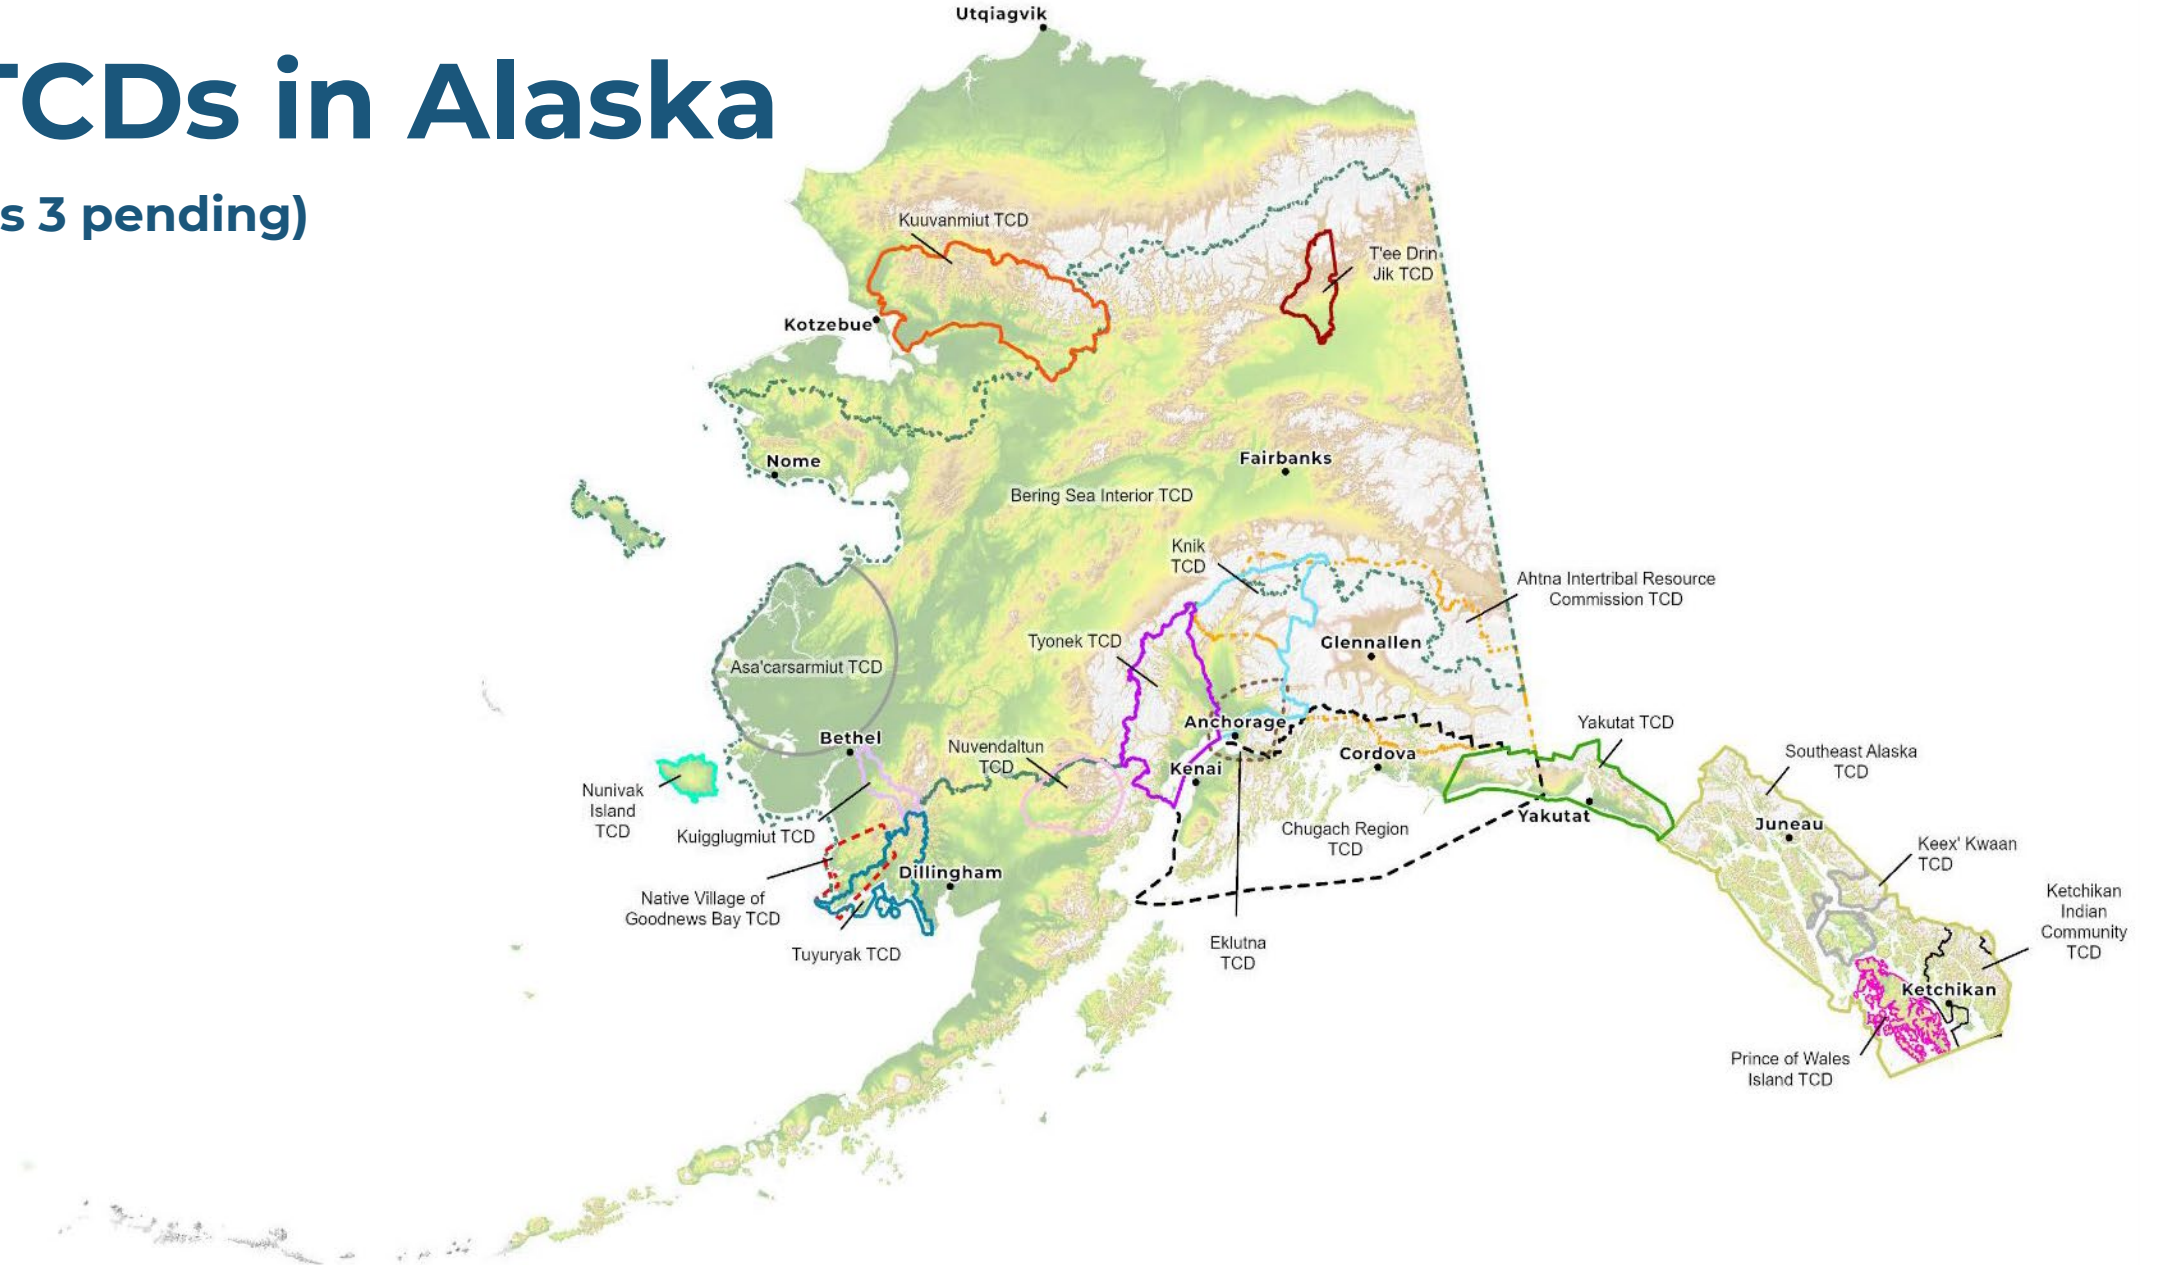 TCDs in Alaska
s 3 pending)
Utqiagvik
Kuuvanmiut TCD
T'ee Drin
Jik TCD
Kotzebue
Nome
Fairbanks
Bering Sea Interior TCD
Knik
TCD
Ahtna Intertribal Resource
Commission TCD
Tyonek TCD
Glennallen
Asa'carsarmiut TCD
Anchorage
Yakutat TCD
Bethel
Nuvendaltun
TCD
Cordova
Southeast Alaska
TCD
Kenai
Nunivak
Island
TCD
Kuigglugmiut TCD
Chugach Region
TCD
Yakutat
Juneau
Keex' Kwaan
TCD
Dillingham
Native Village of
Goodnews Bay TCD
Ketchikan
Indian
Community
TCD
Tuyuryak TCD
Eklutna
TCD
Ketchikan
Prince of Wales
Island TCD